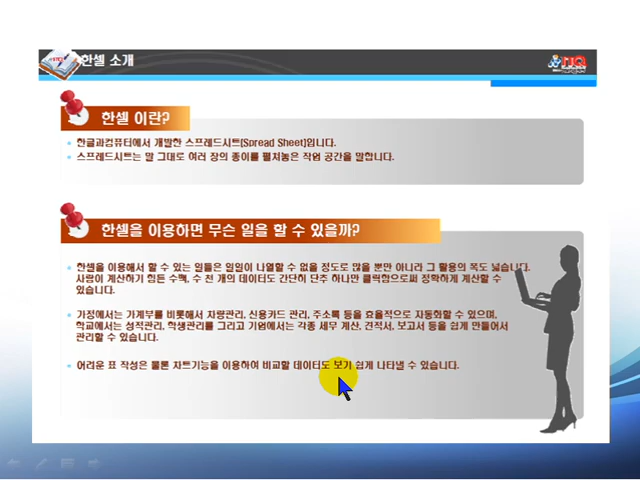 한셀 소개
한셀 이란?
한글과컴퓨터에서 개발한 스프레드시트(Spread Sheet)입니다.
스프레드시트는 말 그대로 여러 장의 종이를 펼쳐놓은 작업 공간을 말합니다.
한셀을 이용하면 무슨 일을 할 수 있을까?
한셀을 이용해서 할 수 있는 일들은 일일이 나열할 수 없을 정도로 많을 뿐만 아니라 그 활용의 폭도 넓습니다.
사람이 계산하기 힘든 수백, 수 천 개의 데이터도 간단히 단추 하나만 클릭함으로써 정확하게 계산할 수
있습니다.
가정에서는 가계부를 비롯해서 차량관리, 신용카드 관리, 주소록 등을 효율적으로 자동화할 수 있으며,
학교에서는 성적관리, 학생관리를 그리고 기업에서는 각종 세무 계산, 견적서, 보고서 등을 쉽게 만들어서
관리할 수 있습니다.
어려운 표 작성은 물론 차트기능을 이용하여 비교할 데이터도 보기 쉽게 나타낼 수 있습니다.